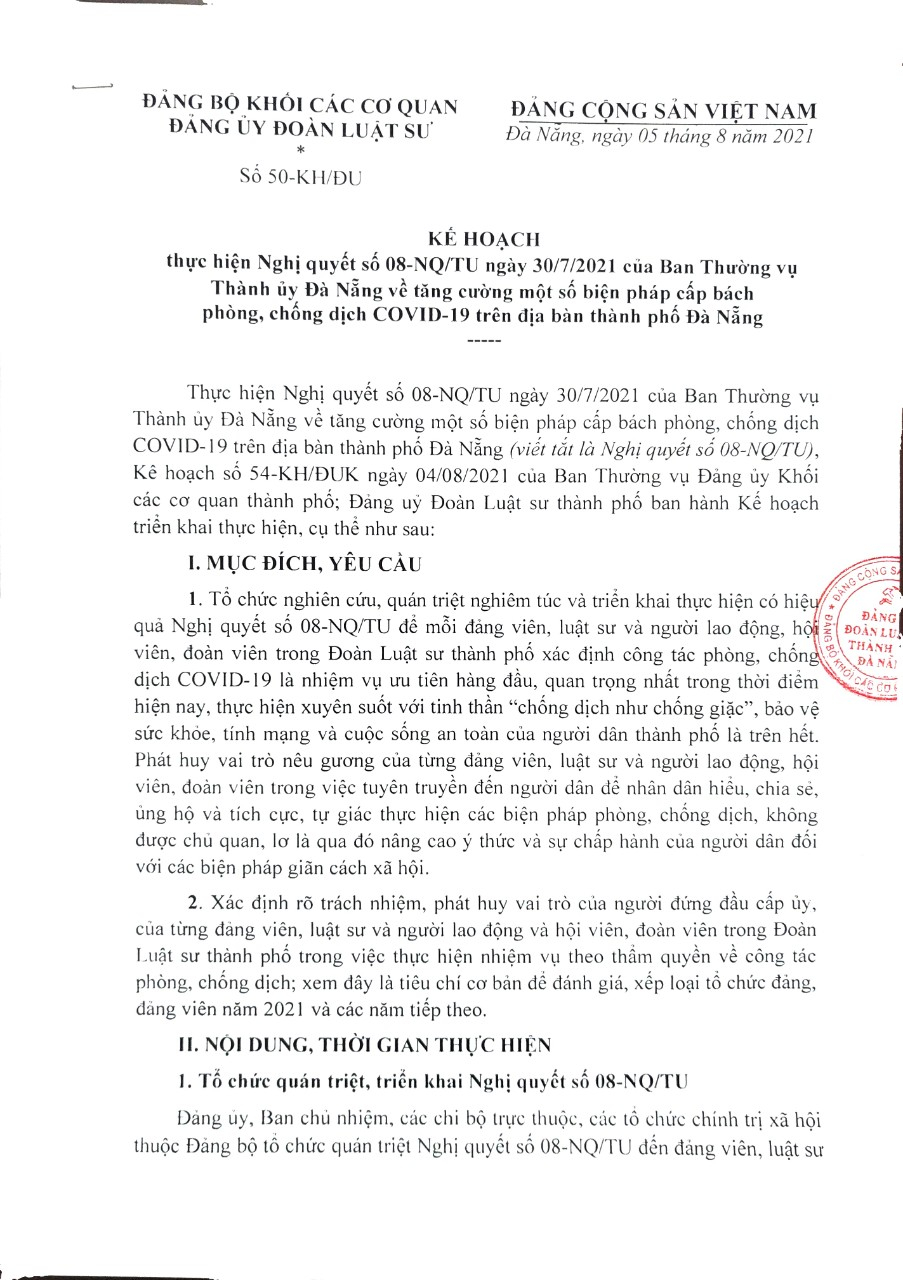 ĐẢNG BỘ KHỐI CÁC CƠ QUAN
ĐẢNG ỦY ĐOÀN LUẬT SƯ
*
Số 50-KH/ĐU
ĐẢNG CỘNG SẢN VIỆT NAM
Đà Nẵng, ngày 05 tháng 8 năm 2021
KẾ HOẠCH
thực hiện Nghị quyết số 08-NQ/TU ngày 30/7/2021 của Ban Thường vụ
Thành ủy Đà Nẵng về tăng cường một số biện pháp cấp bách
phòng, chống dịch COVID-19 trên địa bàn thành phố Đà Nẵng
-----
Thực hiện Nghị quyết số 08-NQ/TU ngày 30/7/2021 của Ban Thường vụ
Thành ủy Đà Nẵng về tăng cường một số biện pháp cấp bách phòng, chống dịch
COVID-19 trên địa bàn thành phố Đà Nẵng (viết tắt là Nghị quyết số 08-NQ/TU),
Kê hoạch số 54-KH/ĐUK ngày 04/08/2021 của Ban Thường vụ Đảng ủy Khối
các cơ quan thành phố; Đảng uỷ Đoàn Luật sư thành phố ban hành Kế hoạch
triển khai thực hiện, cụ thể như sau:
I. MỤC ĐÍCH, YÊU CẦU
1. Tổ chức nghiên cứu, quán triệt nghiêm túc và triển khai thực hiện có hiệu
quả Nghị quyết số 08-NQ/TU để mỗi đảng viên, luật sư và người lao động, hội
viên, đoàn viên trong Đoàn Luật sư thành phố xác định công tác phòng, chống
dịch COVID-19 là nhiệm vụ ưu tiên hàng đầu, quan trọng nhất trong thời điểm
hiện nay, thực hiện xuyên suốt với tinh thần “chống dịch như chống giặc”, bảo vệ
sức khỏe, tính mạng và cuộc sống an toàn của người dân thành phố là trên hết.
Phát huy vai trò nêu gương của từng đảng viên, luật sư và người lao động, hội
viên, đoàn viên trong việc tuyên truyền đến người dân để nhân dân hiểu, chia sẻ,
ủng hộ và tích cực, tự giác thực hiện các biện pháp phòng, chống dịch, không
được chủ quan, lơ là qua đó nâng cao ý thức và sự chấp hành của người dân đối
với các biện pháp giãn cách xã hội.
2. Xác định rõ trách nhiệm, phát huy vai trò của người đứng đầu cấp ủy,
của từng đảng viên, luật sư và người lao động và hội viên, đoàn viên trong Đoàn
Luật sư thành phố trong việc thực hiện nhiệm vụ theo thẩm quyền về công tác
phòng, chống dịch; xem đây là tiêu chí cơ bản để đánh giá, xếp loại tổ chức đảng,
đảng viên năm 2021 và các năm tiếp theo.
II. NỘI DUNG, THỜI GIAN THỰC HIỆN
1. Tổ chức quán triệt, triển khai Nghị quyết số 08-NQ/TU
Đảng ủy, Ban chủ nhiệm, các chi bộ trực thuộc, các tổ chức chính trị xã hội
thuộc Đảng bộ tổ chức quán triệt Nghị quyết số 08-NQ/TU đến đảng viên, luật sư
ĐẢNG CỘNG
ĐẢNG
ĐOÀN
THÀNH
ĐÀ
ĐẢNG BỘ KHỐI CÁC